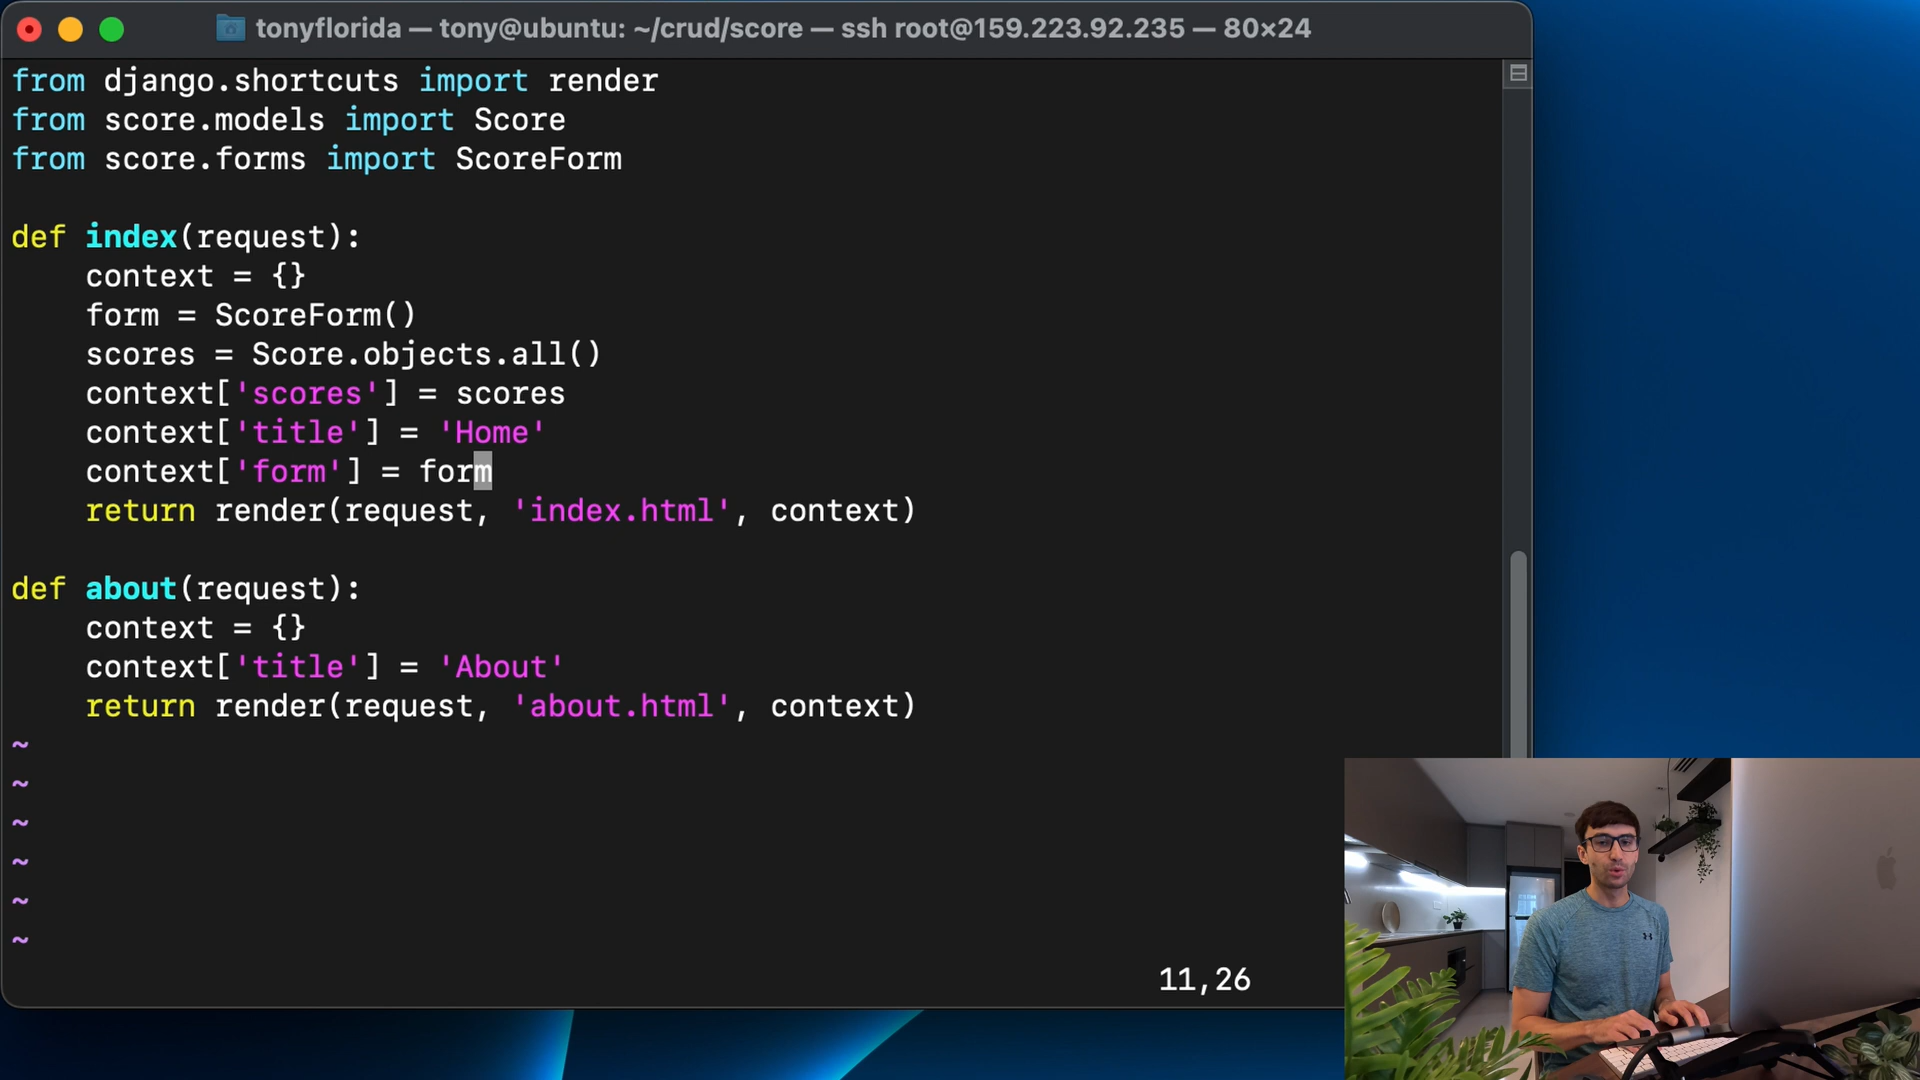 tonyflorida — tony@ubuntu: ~/crud/score — ssh root@159.223.92.235 — 80×24
from django.shortcuts import render
from score.models import Score
from score.forms import ScoreForm
def index(request):
    context = {}
    form = ScoreForm()
    scores = Score.objects.all()
    context['scores'] = scores
    context['title'] = 'Home'
    context['form'] = form
    return render(request, 'index.html', context)
def about(request):
    context = {}
    context['title'] = 'About'
    return render(request, 'about.html', context)
~
~
~
~
~
~
11,26